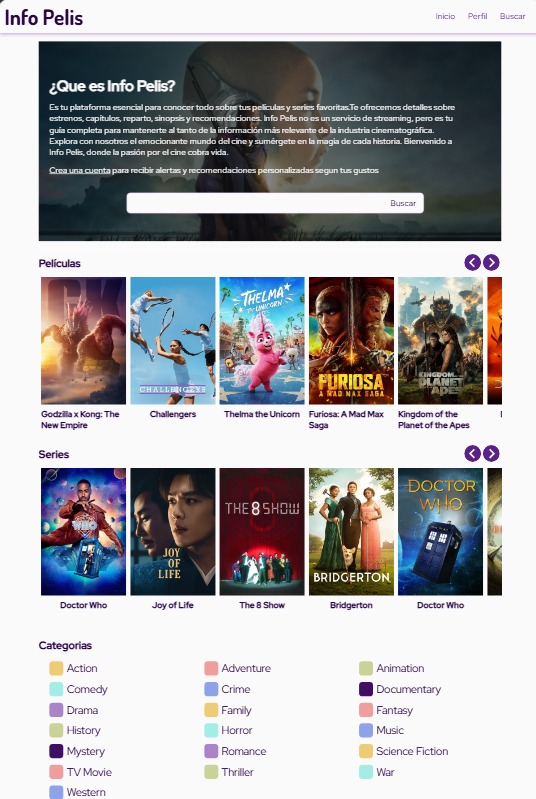 Info Pelis
Inicio Perfil Buscar
¿Que es Info Pelis?
Es tu plataforma esencial para conocer todo sobre tus películas y series favoritas.Te ofrecemos detalles sobre
estrenos, capítulos, reparto, sinopsis y recomendaciones. Info Pelis no es un servicio de streaming, pero es tu
guía completa para mantenerte al tanto de la información más relevante de la industria cinematográfica.
Explora con nosotros el emocionante mundo del cine y sumérgete en la magia de cada historia. Bienvenido a
Info Pelis, donde la pasión por el cine cobra vida.
Crea una cuenta para recibir alertas y recomendaciones personalizadas segun tus gustos
Buscar
Películas
GK
CHALLENGERS
THELMA
THE UNICORN
FURIOSA
A MAD MAX SAGA
KINGDOM OF THE
PLANET OF THE
APES
Godzilla x Kong: The
New Empire
Challengers
Thelma the Unicorn
Furiosa: A Mad Max
Saga
Kingdom of the
Planet of the Apes
Series
DOCTOR
WHO
JOY
OF
LIFE
THE 8 SHOW
BRIDGERTON
DOCTOR
WHO
Doctor Who
Joy of Life
The 8 Show
Bridgerton
Doctor Who
Categorias
Action
Adventure
Animation
Comedy
Crime
Documentary
Drama
Family
Fantasy
History
Horror
Music
Mystery
Romance
Science Fiction
TV Movie
Thriller
War
Western